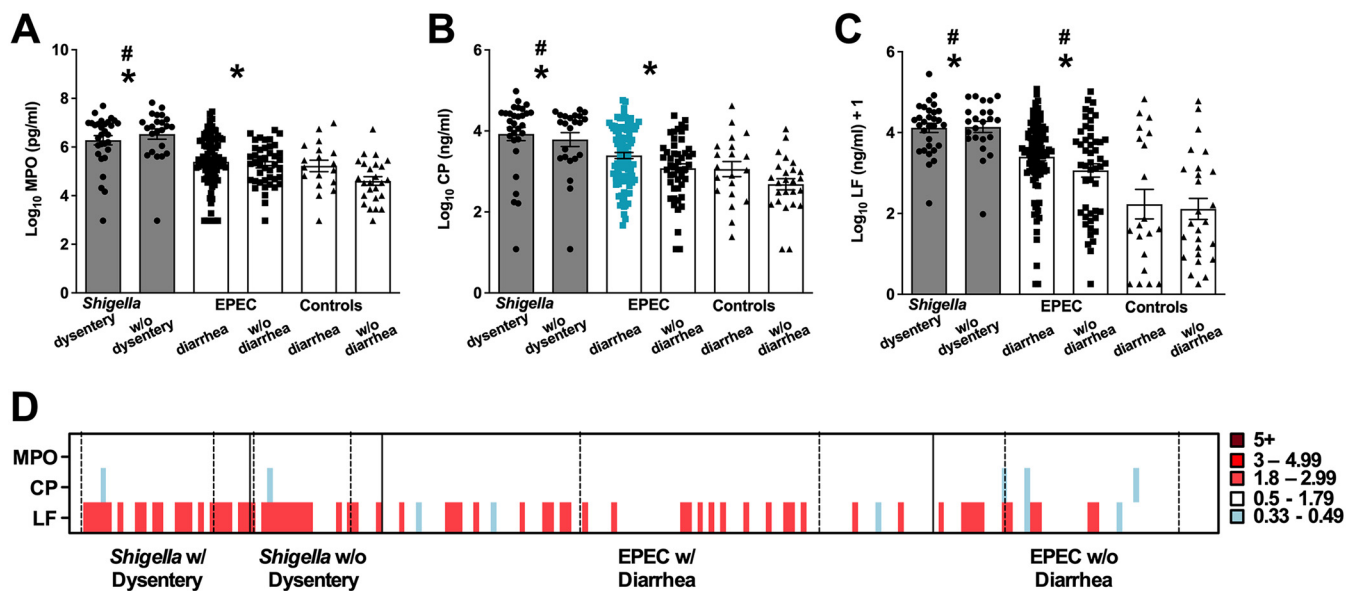 A
Log10 MPO (pg/ml)
10
8
6
4
2
0
#
*
*
Shigella
EPEC
Controls
dysentery
w/o dysentery
diarrhea
w/o diarrhea
diarrhea
w/o diarrhea
B
Log10 CP (ng/ml)
6
4
2
0
#
*
*
Shigella
EPEC
Controls
dysentery
w/o dysentery
diarrhea
w/o diarrhea
diarrhea
w/o diarrhea
C
Log10 LF (ng/ml) + 1
6
4
2
0
#
*
#
*
Shigella
EPEC
Controls
dysentery
w/o dysentery
diarrhea
w/o diarrhea
diarrhea
w/o diarrhea
D
MPO
CP
LF
Shigella w/
Dysentery
Shigella w/o
Dysentery
EPEC w/
Diarrhea
EPEC w/o
Diarrhea
5+
3 – 4.99
1.8 – 2.99
0.5 - 1.79
0.33 - 0.49